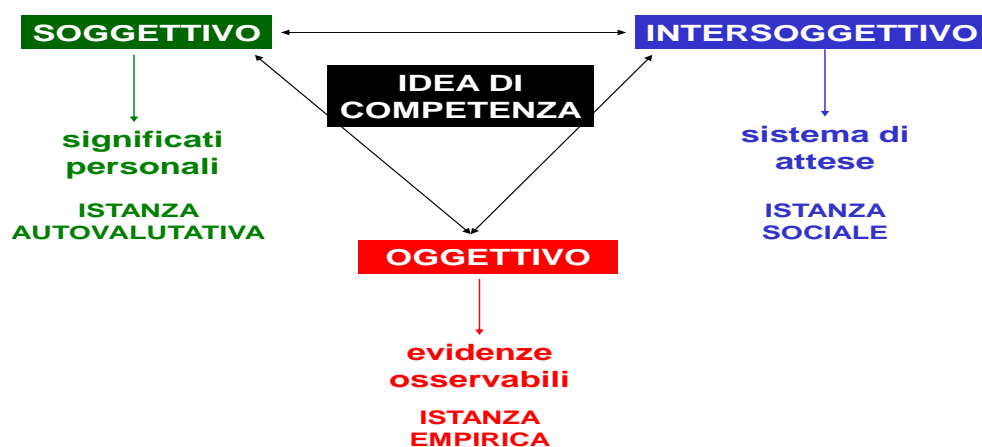 SOGGETTIVO
INTERSOGGETTIVO
IDEA DI
COMPETENZA
significati
personali
ISTANZA
AUTOVALUTATIVA
sistema di
attese
ISTANZA
SOCIALE
OGGETTIVO
evidenze
osservabili
ISTANZA
EMPIRICA